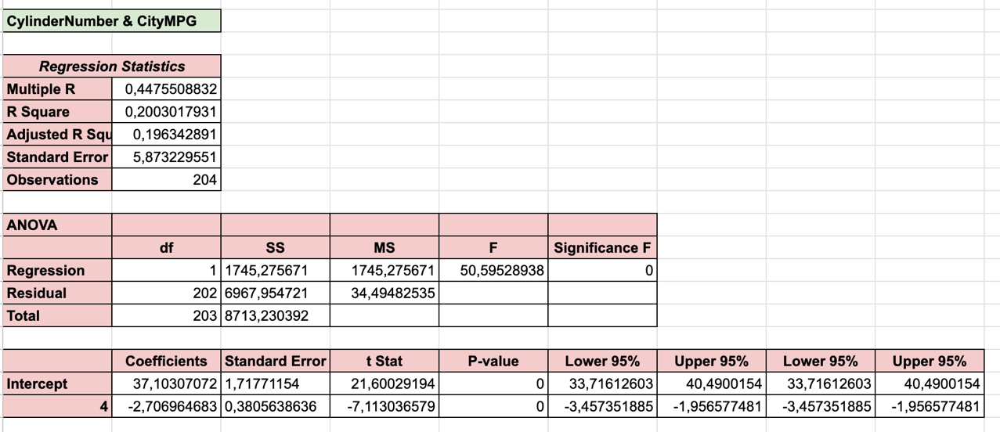 CylinderNumber & CityMPG
Regression Statistics
Multiple R 0,4475508832
R Square 0,2003017931
Adjusted R Squ 0,196342891
Standard Error 5,873229551
Observations 204
ANOVA
df SS MS F Significance F
Regression 1 1745,275671 1745,275671 50,59528938 0
Residual 202 6967,954721 34,49482535
Total 203 8713,230392
Coefficients Standard Error t Stat P-value Lower 95% Upper 95% Lower 95% Upper 95%
Intercept 37,10307072 1,71771154 21,60029194 0 33,71612603 40,4900154 33,71612603 40,4900154
4 -2,706964683 0,3805638636 -7,113036579 0 -3,457351885 -1,956577481 -3,457351885 -1,956577481